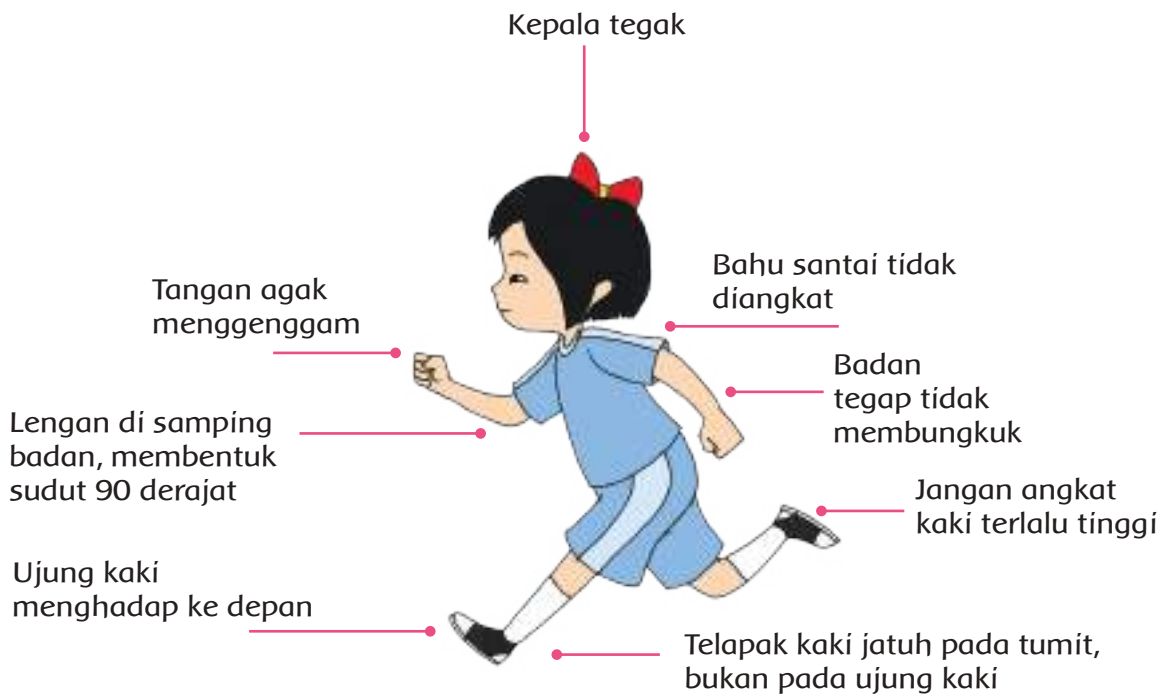 Kepala tegak
Bahu santai tidak
diangkat
Tangan agak
menggenggam
Badan
tegap tidak
membungkuk
Lengan di samping
badan, membentuk
sudut 90 derajat
Jangan angkat
kaki terlalu tinggi
Ujung kaki
menghadap ke depan
Telapak kaki jatuh pada tumit,
bukan pada ujung kaki